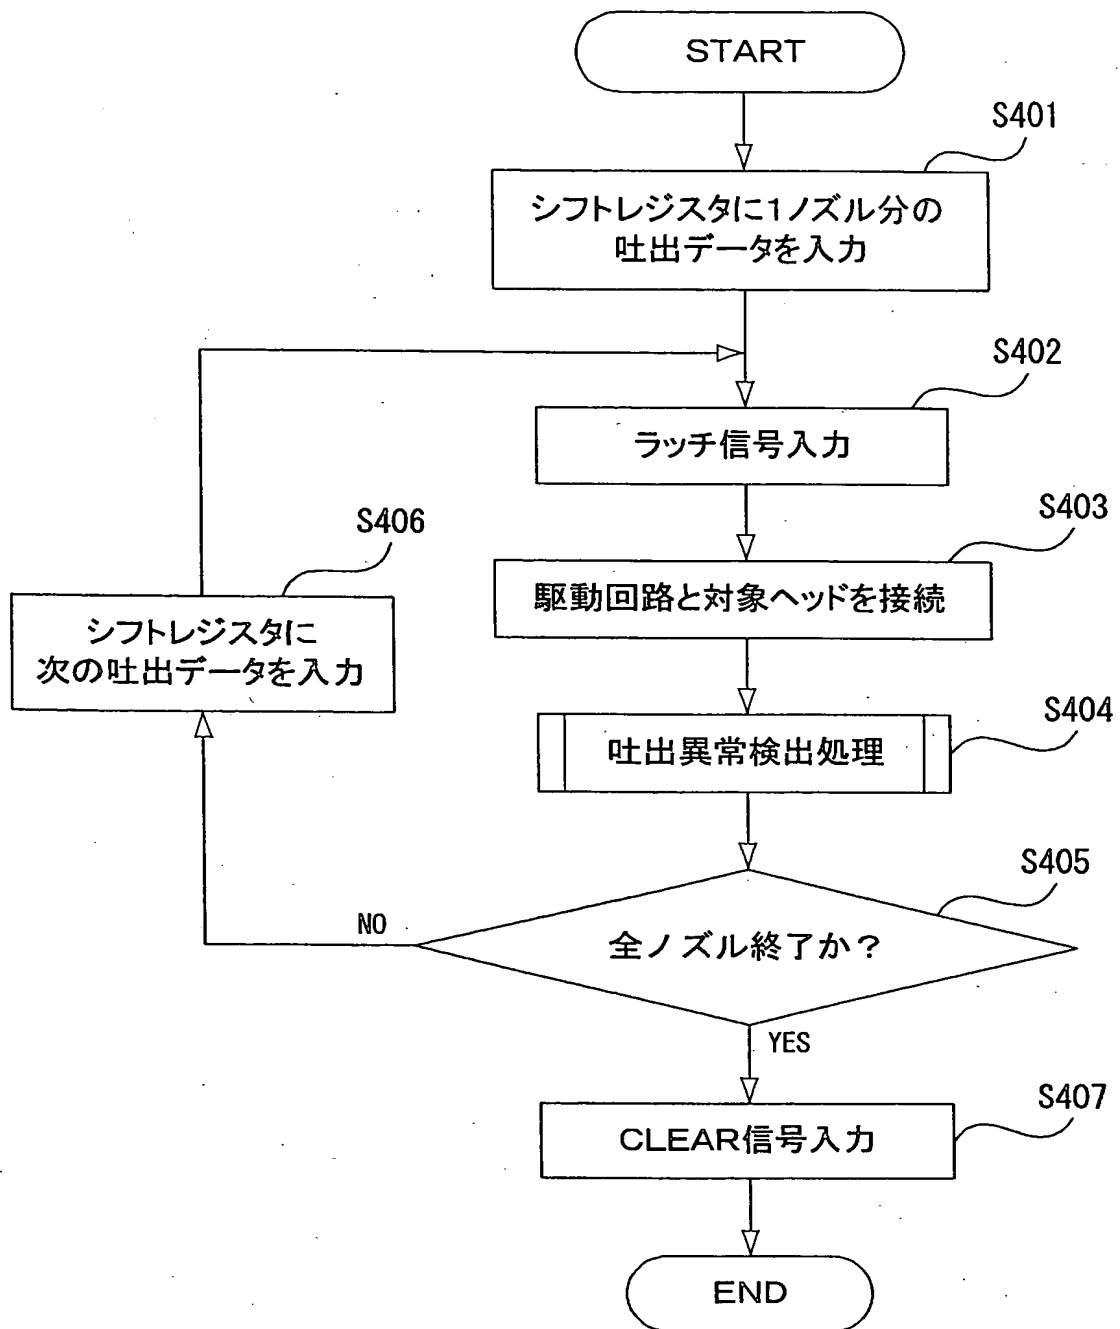 START
S401
シフトレジスタに1ノズル分の
吐出データを入力
S402
ラッチ信号入力
S403
駆動回路と対象ヘッドを接続
S406
シフトレジスタに
次の吐出データを入力
S404
吐出異常検出処理
S405
全ノズル終了か?
NO
YES
S407
CLEAR信号入力
END